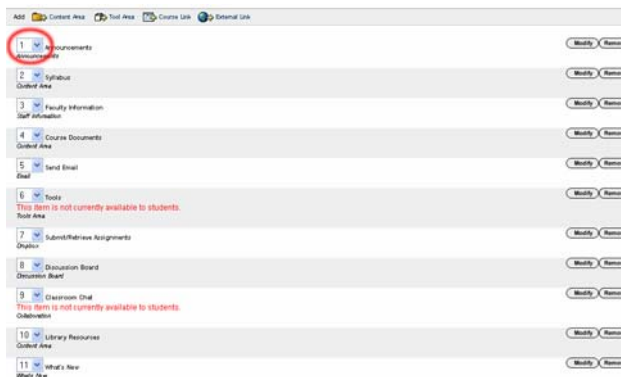 Add Content Area Tool Area Course Link External Link
1 Announcements Modify Remo
Announcements
2 Syllabus Modify Remo
Content Area
3 Faculty Information Modify Remo
Staff Information
4 Course Documents Modify Remo
Content Area
5 Send Email Modify Remo
Email
6 Tools Modify Remo
This item is not currently available to students.
Tools Area
7 Submit/Retrieve Assignments Modify Remo
Dropbox
8 Discussion Board Modify Remo
Discussion Board
9 Classroom Chat Modify Remo
This item is not currently available to students.
Collaboration
10 Library Resources Modify Remo
Content Area
11 What's New Modify Remo
What's New